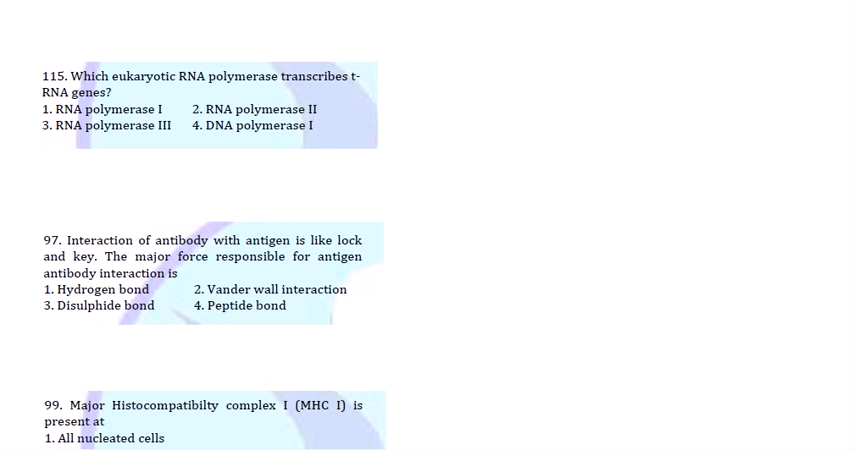 115. Which eukaryotic RNA polymerase transcribes t-
RNA genes?
1. RNA polymerase I 2. RNA polymerase II
3. RNA polymerase III 4. DNA polymerase I
97. Interaction of antibody with antigen is like lock
and key. The major force responsible for antigen
antibody interaction is
1. Hydrogen bond 2. Vander wall interaction
3. Disulphide bond 4. Peptide bond
99. Major Histocompatibilty complex I (MHC I) is
present at
1. All nucleated cells